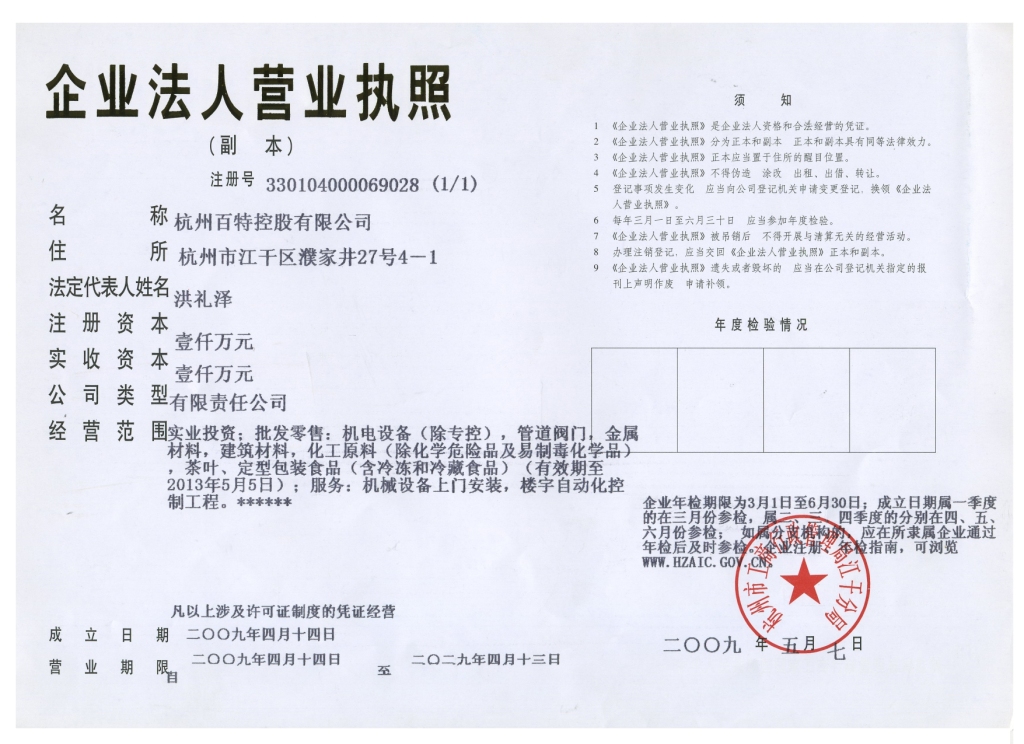 企业法人营业执照
（副 本）
注册号 330104000069028 (1/1)
名 称 杭州百特控股有限公司
住 所 杭州市江干区濮家井27号4－1
法定代表人姓名 洪礼泽
注册资本 壹仟万元
实收资本 壹仟万元
公司类型 有限责任公司
经营范围 实业投资；批发零售：机电设备（除专控），管道阀门，金属
材料，建筑材料，化工原料（除化学危险品及易制毒化学品）
，茶叶、定型包装食品（含冷冻和冷藏食品）（有效期至
2013年5月5日）；服务：机械设备上门安装，楼宇自动化控
制工程。******
凡以上涉及许可证制度的凭证经营
成立日期 二〇〇九年四月十四日
营业期限 自 二〇〇九年四月十四日 至 二〇二九年四月十三日
须 知
1 《企业法人营业执照》是企业法人资格和合法经营的凭证。
2 《企业法人营业执照》分为正本和副本 正本和副本具有同等法律效力。
3 《企业法人营业执照》正本应当置于住所的醒目位置。
4 《企业法人营业执照》不得伪造 涂改 出租、出借、转让。
5 登记事项发生变化 应当向公司登记机关申请变更登记，换领《企业法
人营业执照》。
6 每年三月一日至六月三十日 应当参加年度检验。
7 《企业法人营业执照》被吊销后 不得开展与清算无关的经营活动。
8 办理注销登记，应当交回《企业法人营业执照》正本和副本。
9 《企业法人营业执照》遗失或者毁坏的 应当在公司登记机关指定的报
刊上声明作废 申请补领。
年度检验情况
企业年检期限为3月1日至6月30日；成立日期属一季度
的在三月份参检，属二、三、四季度的分别在四、五、
六月份参检； 如属分支机构的，应在所隶属企业通过
年检后及时参检。企业注册、年检指南，可浏览
WWW.HZAIC.GOV.CN。
杭州市工商行政管理局江干分局
二〇〇九 年 五 月 七 日